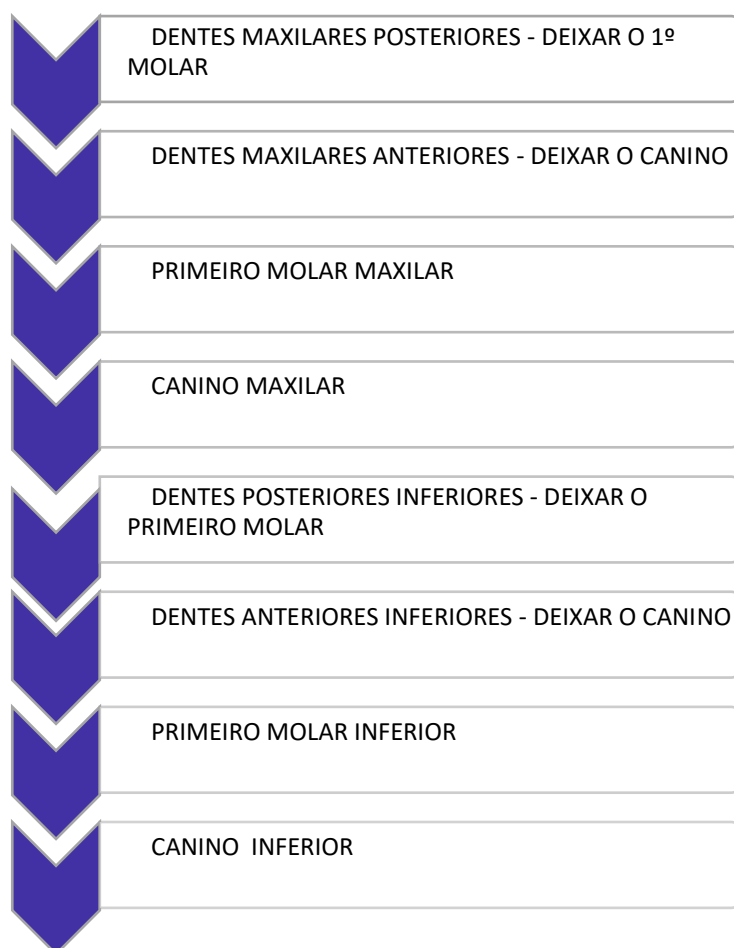 DENTES MAXILARES POSTERIORES - DEIXAR O 1º
MOLAR
DENTES MAXILARES ANTERIORES - DEIXAR O CANINO
PRIMEIRO MOLAR MAXILAR
CANINO MAXILAR
DENTES POSTERIORES INFERIORES - DEIXAR O
PRIMEIRO MOLAR
DENTES ANTERIORES INFERIORES - DEIXAR O CANINO
PRIMEIRO MOLAR INFERIOR
CANINO  INFERIOR